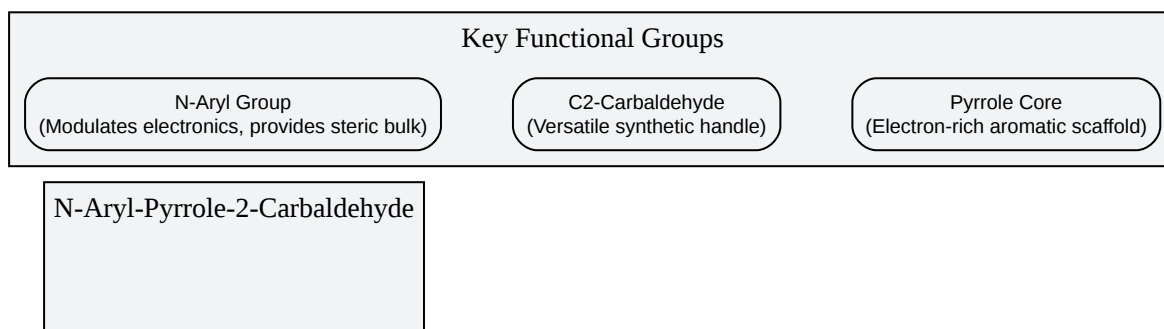 Key Functional Groups
N-Aryl Group
(Modulates electronics, provides steric bulk)
C2-Carbaldehyde
(Versatile synthetic handle)
Pyrrole Core
(Electron-rich aromatic scaffold)
N-Aryl-Pyrrole-2-Carbaldehyde